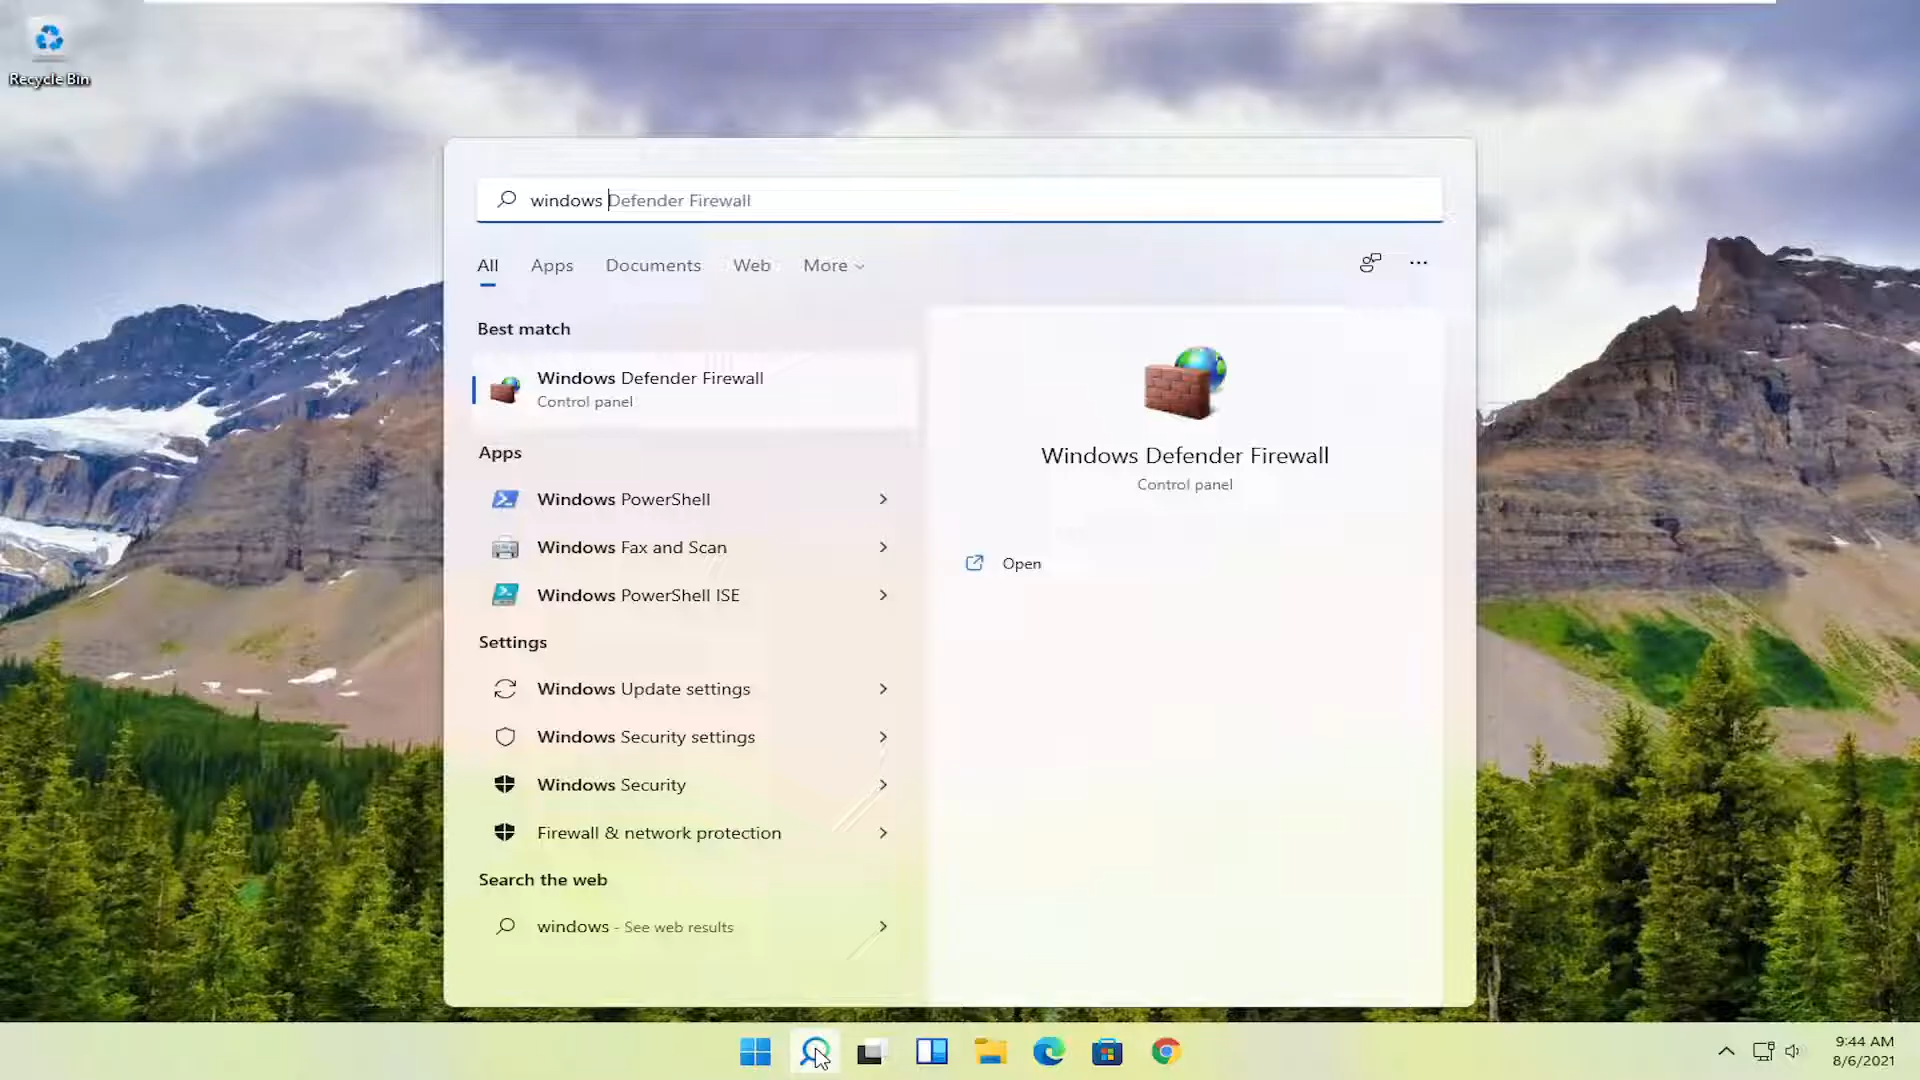 Recycle Bin
windows Defender Firewall
All Apps Documents Web More
Best match
Windows Defender Firewall
Control panel
Apps
Windows PowerShell
Windows Fax and Scan
Windows PowerShell ISE
Settings
Windows Update settings
Windows Security settings
Windows Security
Firewall & network protection
Search the web
windows - See web results
Windows Defender Firewall
Control panel
Open
9:44 AM
8/6/2021